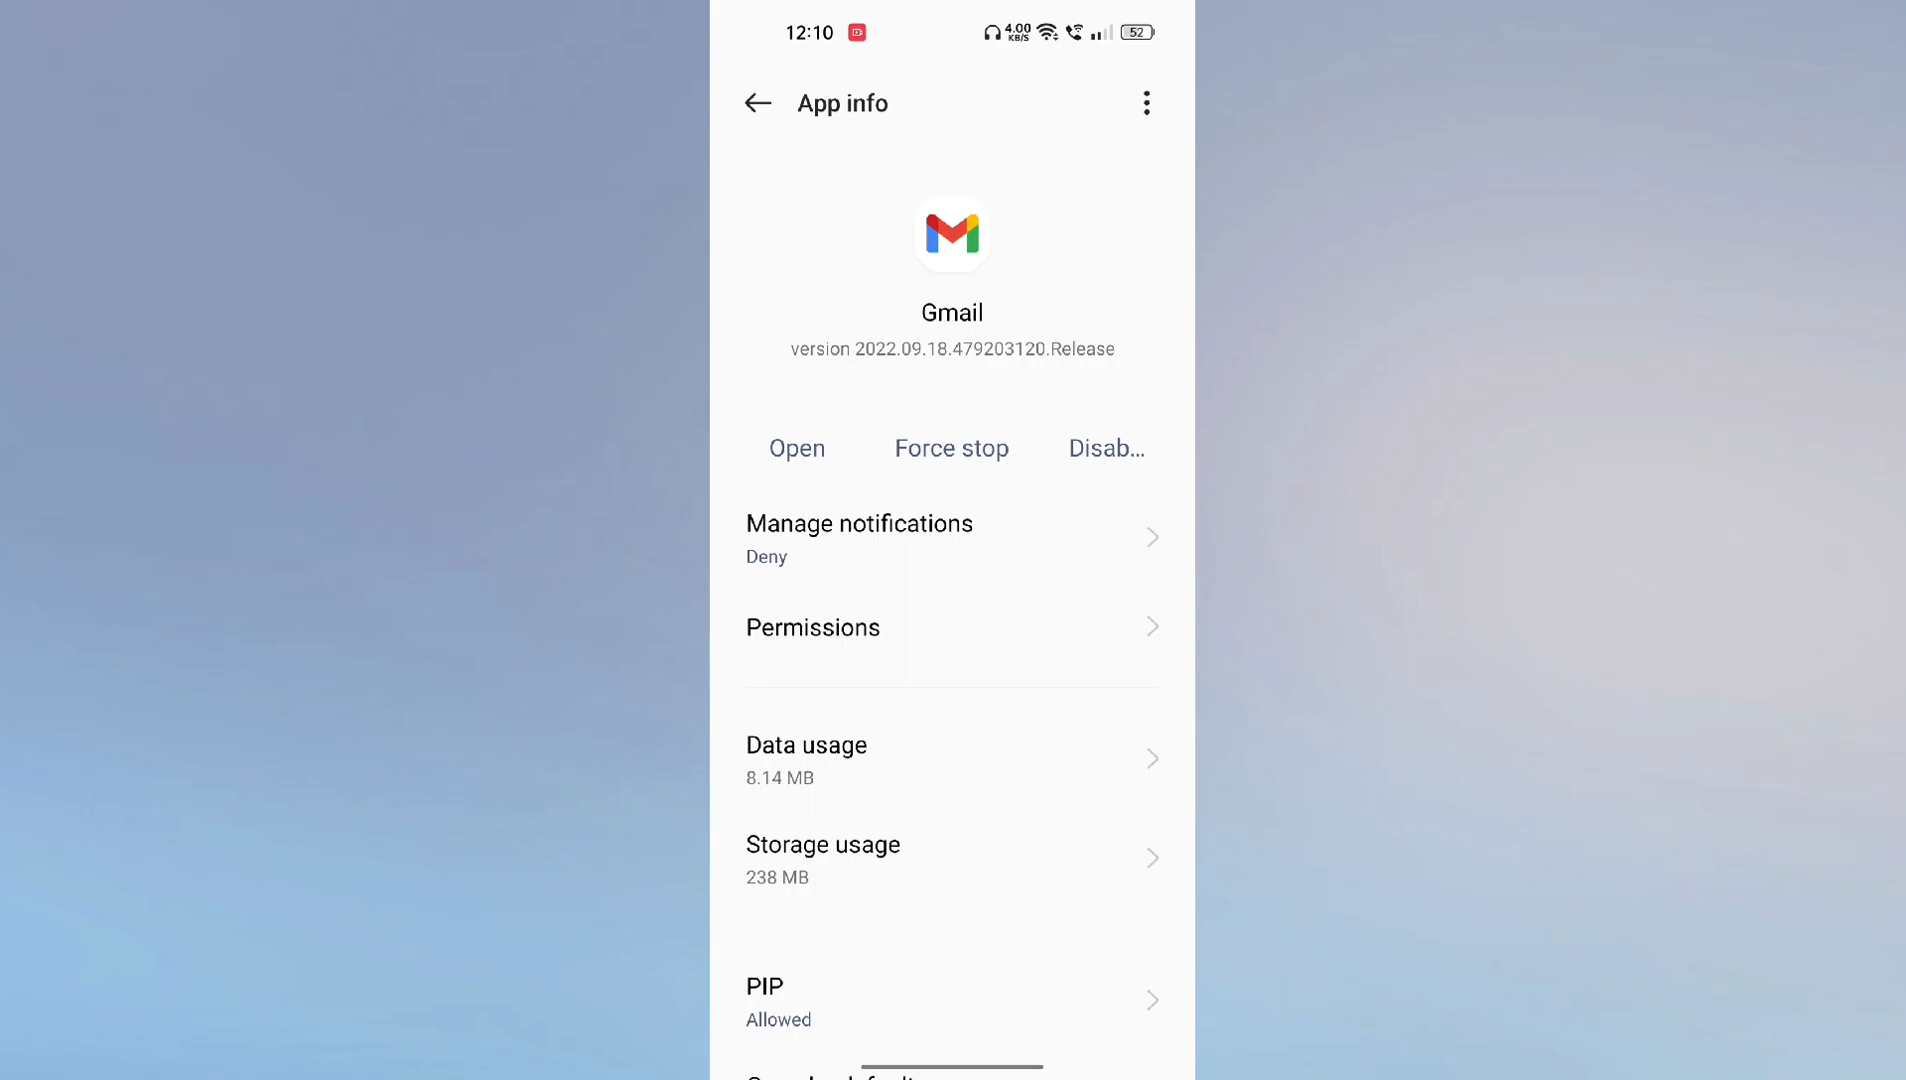 12:10 4.00 KB/S 52
App info
Gmail
version 2022.09.18.479203120.Release
Open Force stop Disab...
Manage notifications
Deny
Permissions
Data usage
8.14 MB
Storage usage
238 MB
PIP
Allowed